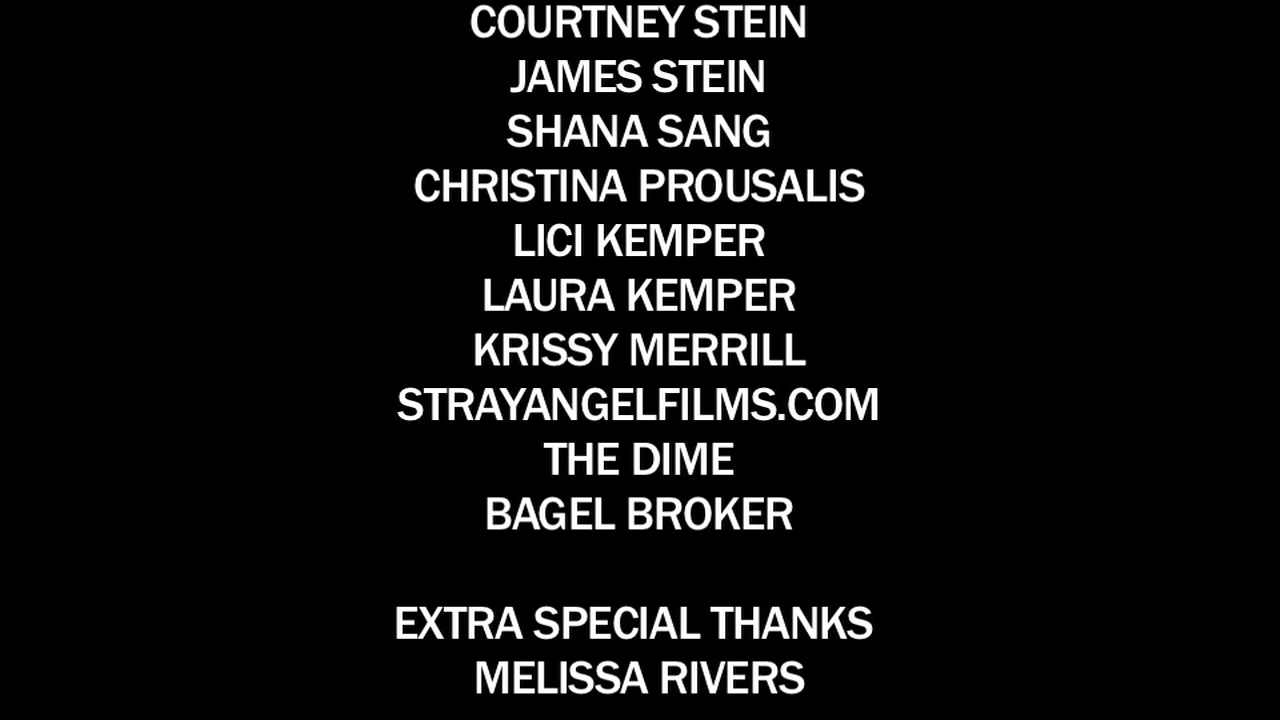 COURTNEY STEIN
JAMES STEIN
SHANA SANG
CHRISTINA PROUSALIS
LICI KEMPER
LAURA KEMPER
KRISSY MERRILL
STRAYANGELFILMS.COM
THE DIME
BAGEL BROKER
EXTRA SPECIAL THANKS
MELISSA RIVERS